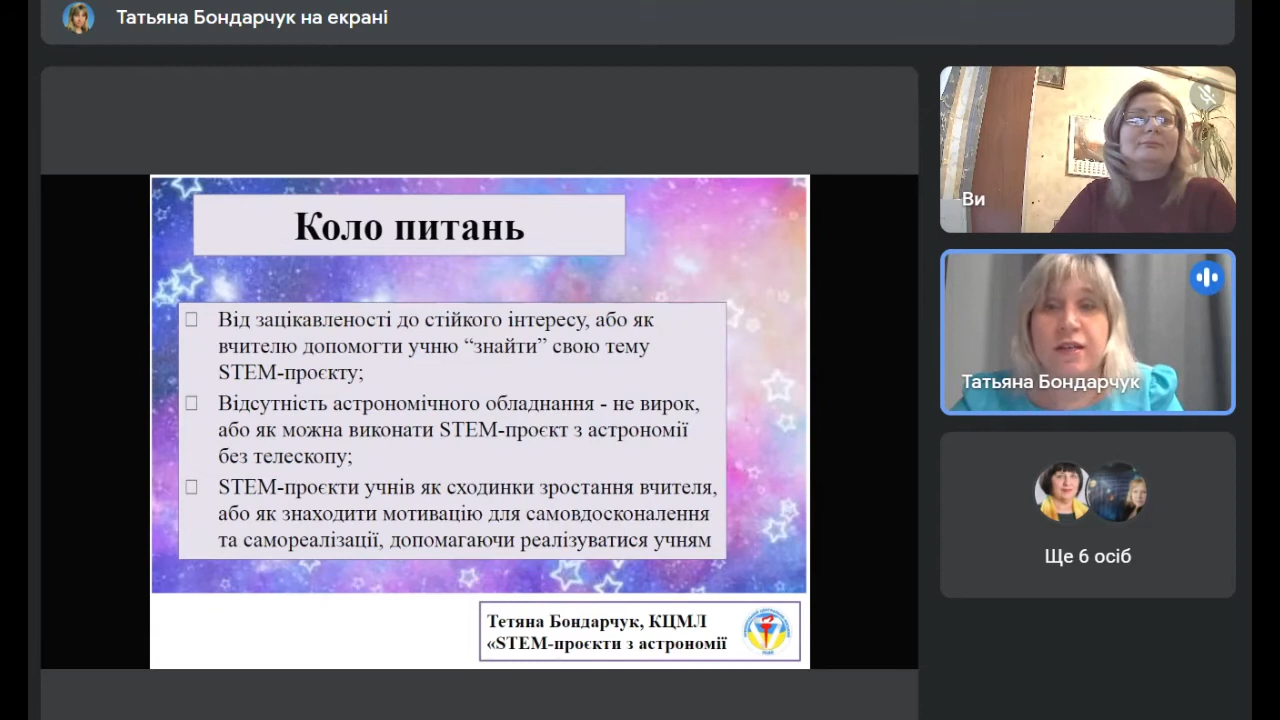 Татьяна Бондарчук на екрані
Коло питань
Від зацікавленості до стійкого інтересу, або як
вчителю допомогти учню “знайти” свою тему
STEM-проєкту;
Відсутність астрономічного обладнання - не вирок,
або як можна виконати STEM-проєкт з астрономії
без телескопу;
STEM-проєкти учнів як сходинки зростання вчителя,
або як знаходити мотивацію для самовдосконалення
та самореалізації, допомагаючи реалізуватися учням
Тетяна Бондарчук, КЦМЛ
«STEM-проєкти з астрономії
Ви
Татьяна Бондарчук
Ще 6 осіб